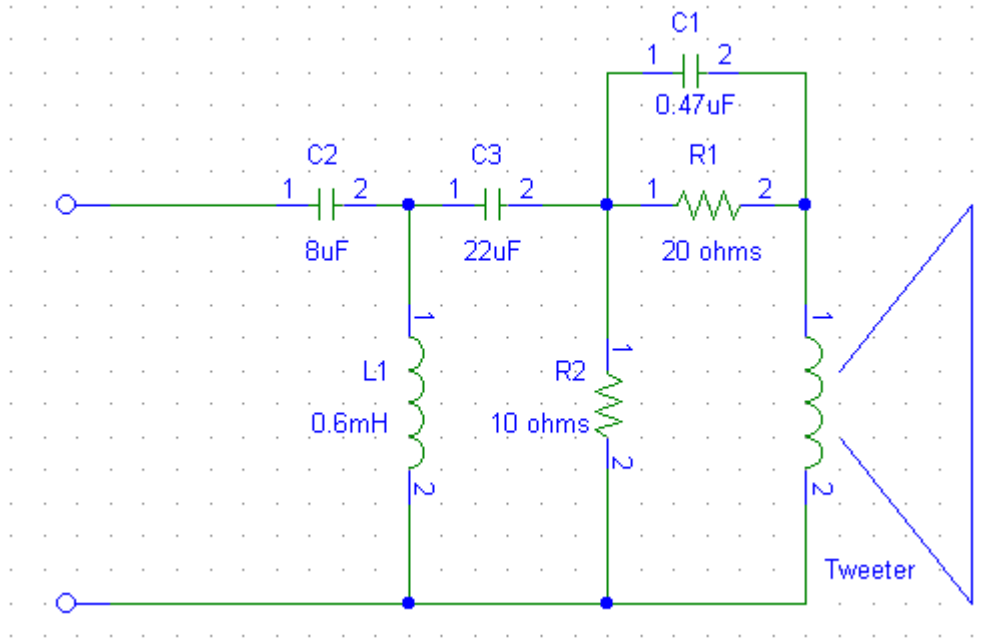 C1
1 2
0.47uF
C2 C3 R1
1 2 1 2 1 2
8uF 22uF 20 ohms
1 1
1
L1 R2
0.6mH 10 ohms
2
2 2
Tweeter